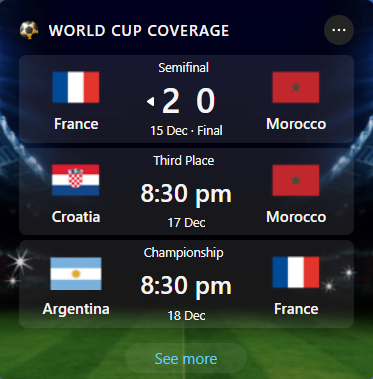 WORLD CUP COVERAGE
Semifinal
2 0
France
Morocco
15 Dec · Final
Third Place
8:30 pm
Croatia
Morocco
17 Dec
Championship
8:30 pm
Argentina
France
18 Dec
See more